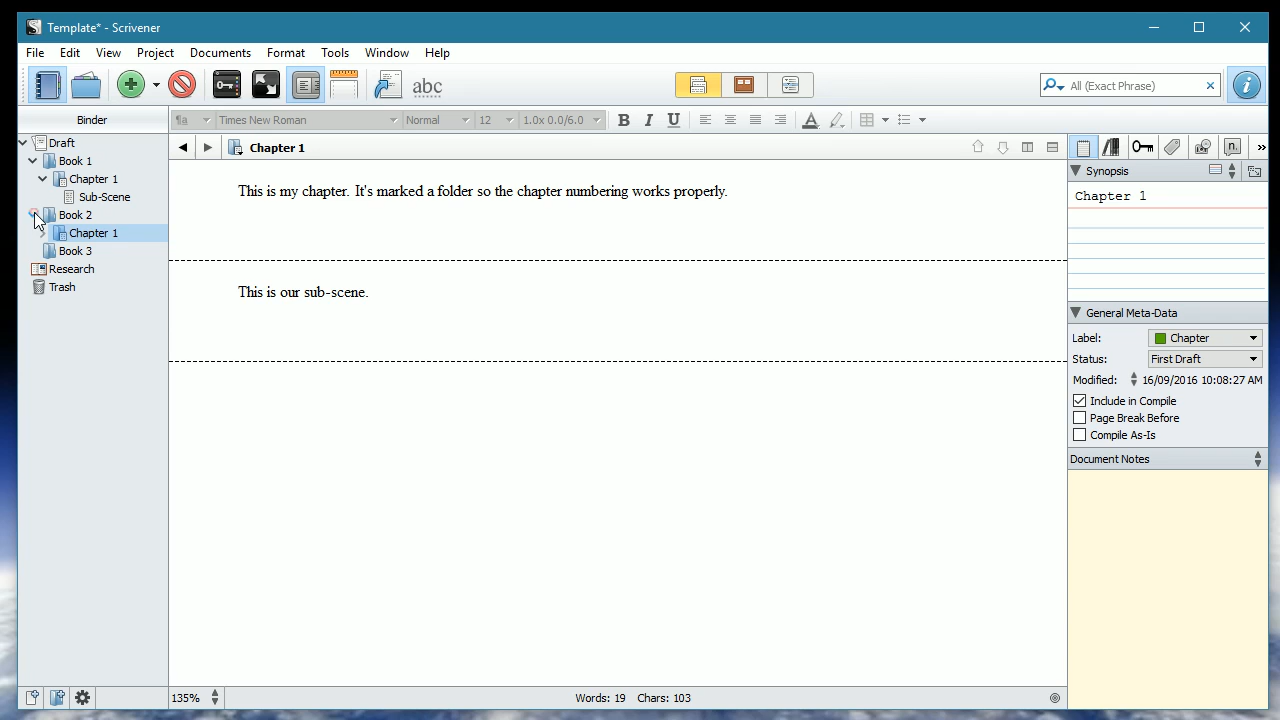 Template* - Scrivener
File Edit View Project Documents Format Tools Window Help
abc
All (Exact Phrase)
Binder
¶a Times New Roman Normal 12 1.0x 0.0/6.0 B I U A
Draft
Book 1
Chapter 1
Sub-Scene
Book 2
Chapter 1
Book 3
Research
Trash
Chapter 1
This is my chapter. It's marked a folder so the chapter numbering works properly.
This is our sub-scene.
n.
Synopsis
Chapter 1
General Meta-Data
Label: Chapter
Status: First Draft
Modified: 16/09/2016 10:08:27 AM
Include in Compile
Page Break Before
Compile As-Is
Document Notes
135% Words: 19 Chars: 103